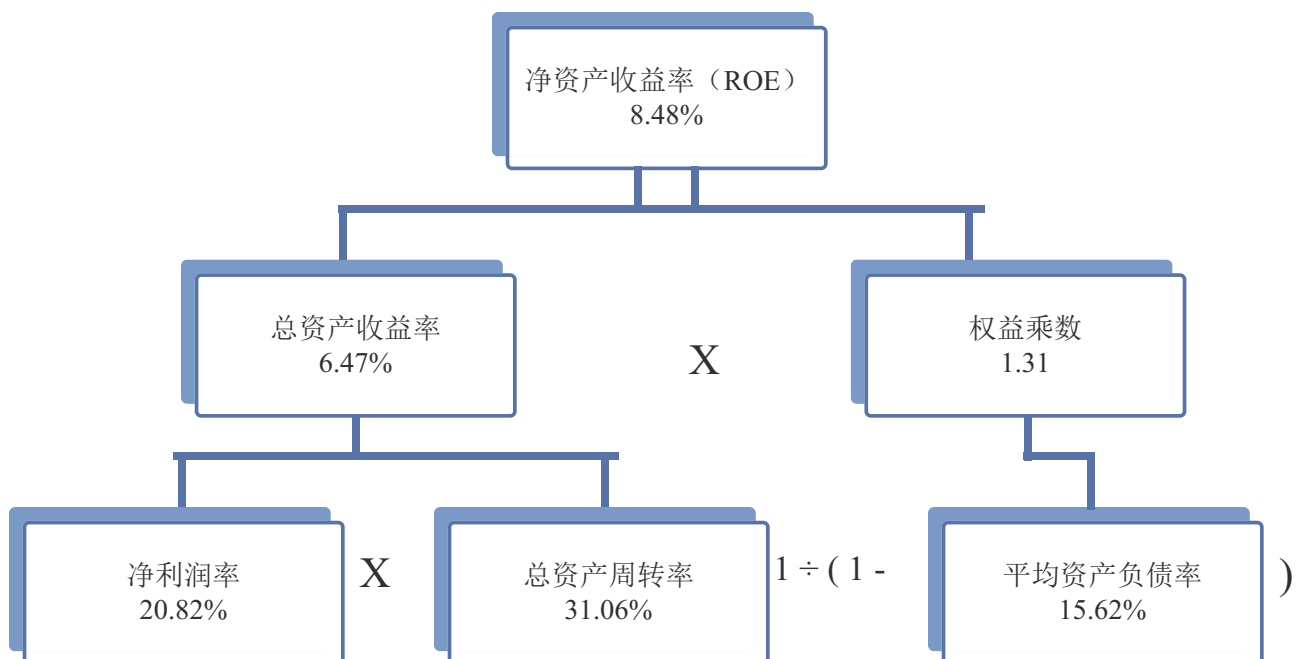 净资产收益率（ROE）
8.48%
总资产收益率
6.47%
X
权益乘数
1.31
净利润率
20.82%
X
总资产周转率
31.06%
1 ÷ ( 1 -
平均资产负债率
15.62%
)